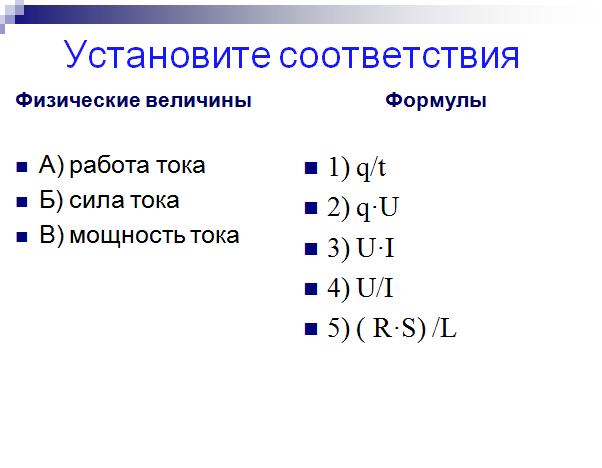 Установите соответствия
Физические величины
Формулы
А) работа тока
Б) сила тока
В) мощность тока
1) q/t
2) q·U
3) U·I
4) U/I
5) ( R·S) /L